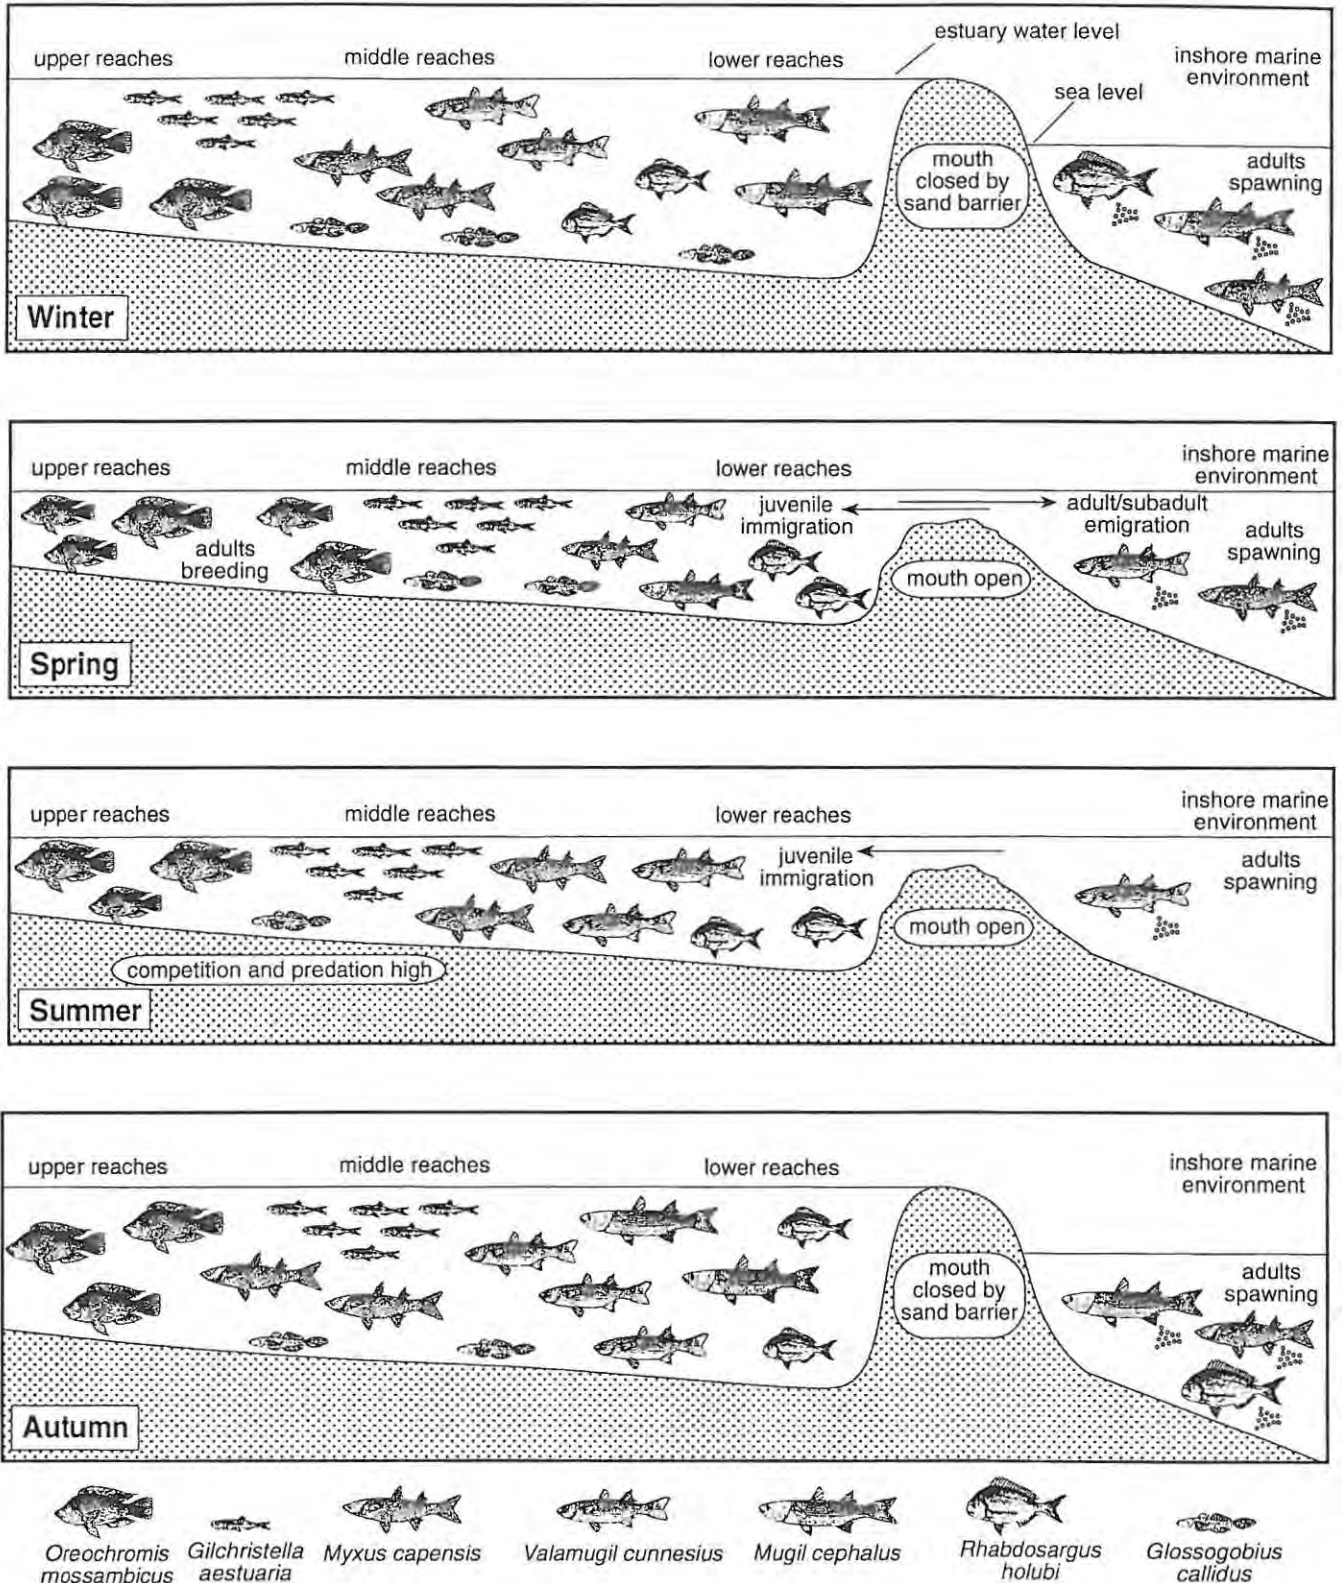 estuary water level
upper reaches
middle reaches
lower reaches
inshore marine
environment
sea level
mouth
closed by
sand barrier
adults
spawning
Winter
inshore marine
environment
upper reaches
middle reaches
lower reaches
juvenile
immigration
adult/subadult
emigration
adults
spawning
adults
breeding
mouth open
Spring
inshore marine
environment
upper reaches
middle reaches
lower reaches
juvenile
immigration
adults
spawning
mouth open
competition and predation high
Summer
upper reaches
middle reaches
lower reaches
inshore marine
environment
mouth
closed by
sand barrier
adults
spawning
Autumn
Oreochromis
mossambicus
Gilchristella
aestuaria
Myxus capensis
Valamugil cunnesius
Mugil cephalus
Rhabdosargus
holubi
Glossogobius
callidus